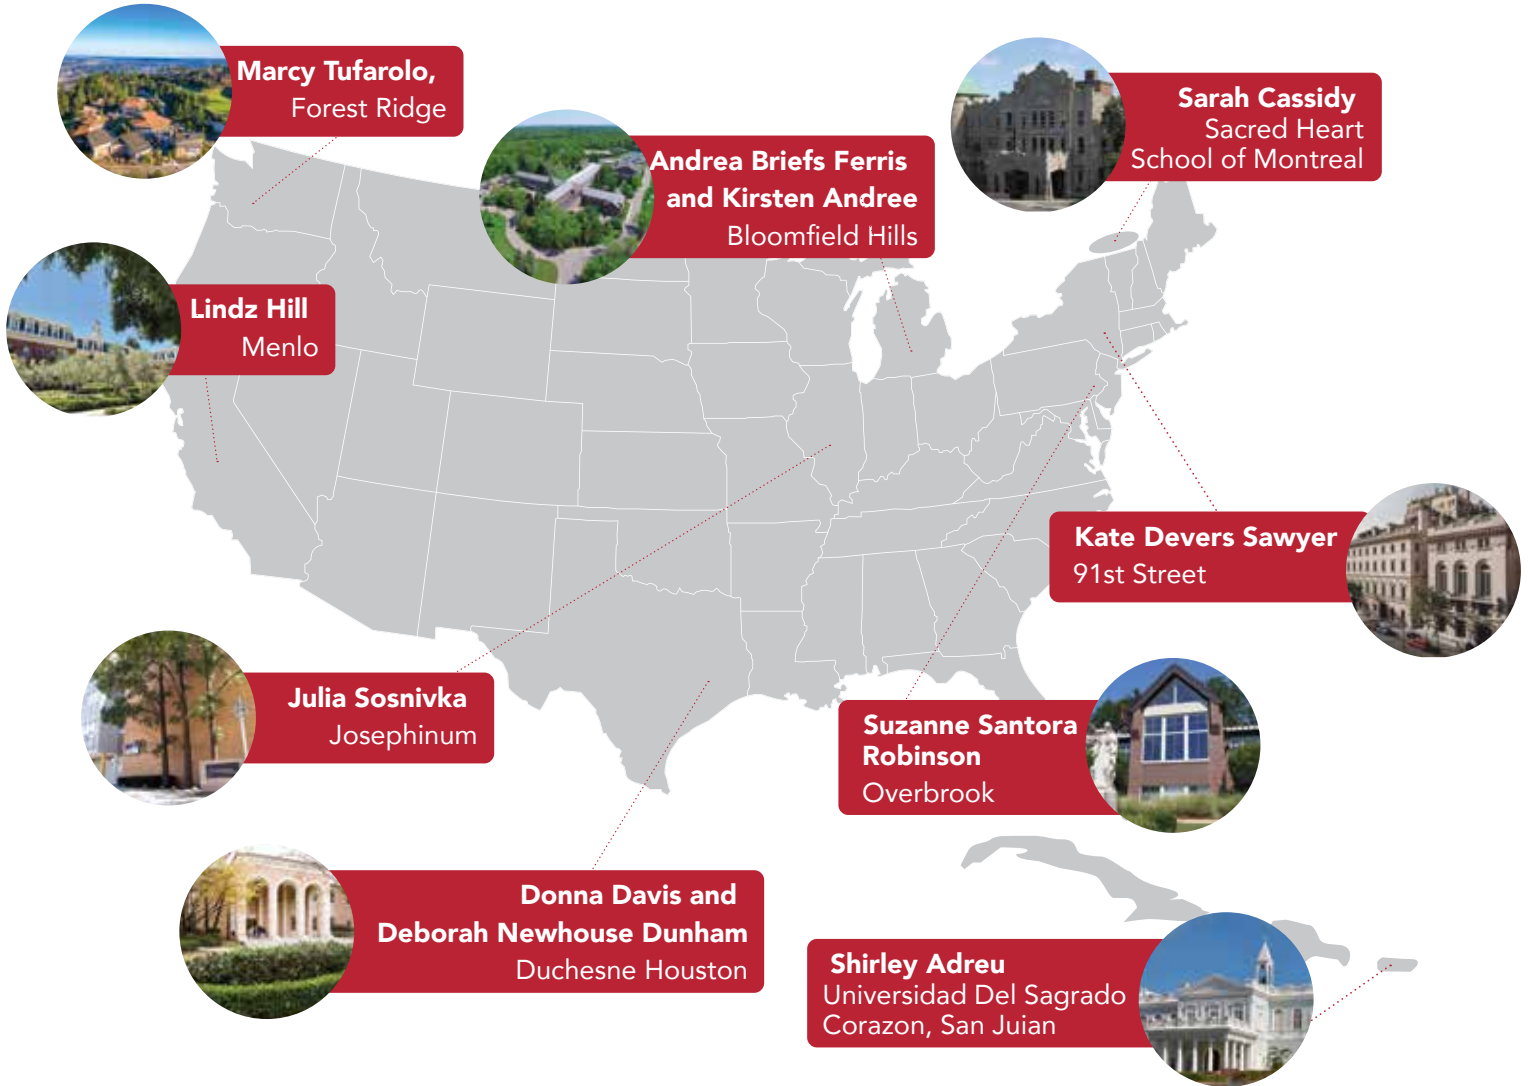 Marcy Tufarolo,
Forest Ridge
Andrea Briefs Ferris
and Kirsten Andree
Bloomfield Hills
Sarah Cassidy
Sacred Heart
School of Montreal
Lindz Hill
Menlo
Kate Devers Sawyer
91st Street
Julia Sosnivka
Josephinum
Suzanne Santora
Robinson
Overbrook
Donna Davis and
Deborah Newhouse Dunham
Duchesne Houston
Shirley Adreu
Universidad Del Sagrado
Corazon, San Juian